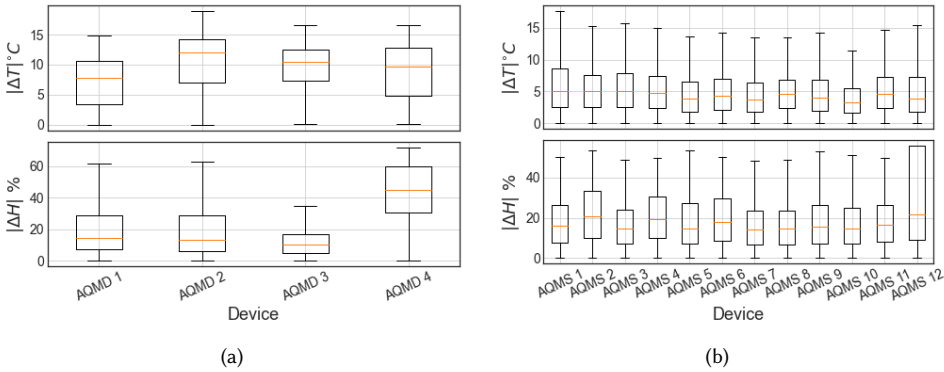 |ΔT|°C
15
10
5
0
|ΔH| %
60
40
20
0
AQMD 1
AQMD 2
AQMD 3
AQMD 4
Device
(a)
|ΔT|°C
15
10
5
0
|ΔH| %
40
20
0
AQMS 1
AQMS 2
AQMS 3
AQMS 4
AQMS 5
AQMS 6
AQMS 7
AQMS 8
AQMS 9
AQMS 10
AQMS 11
AQMS 12
Device
(b)